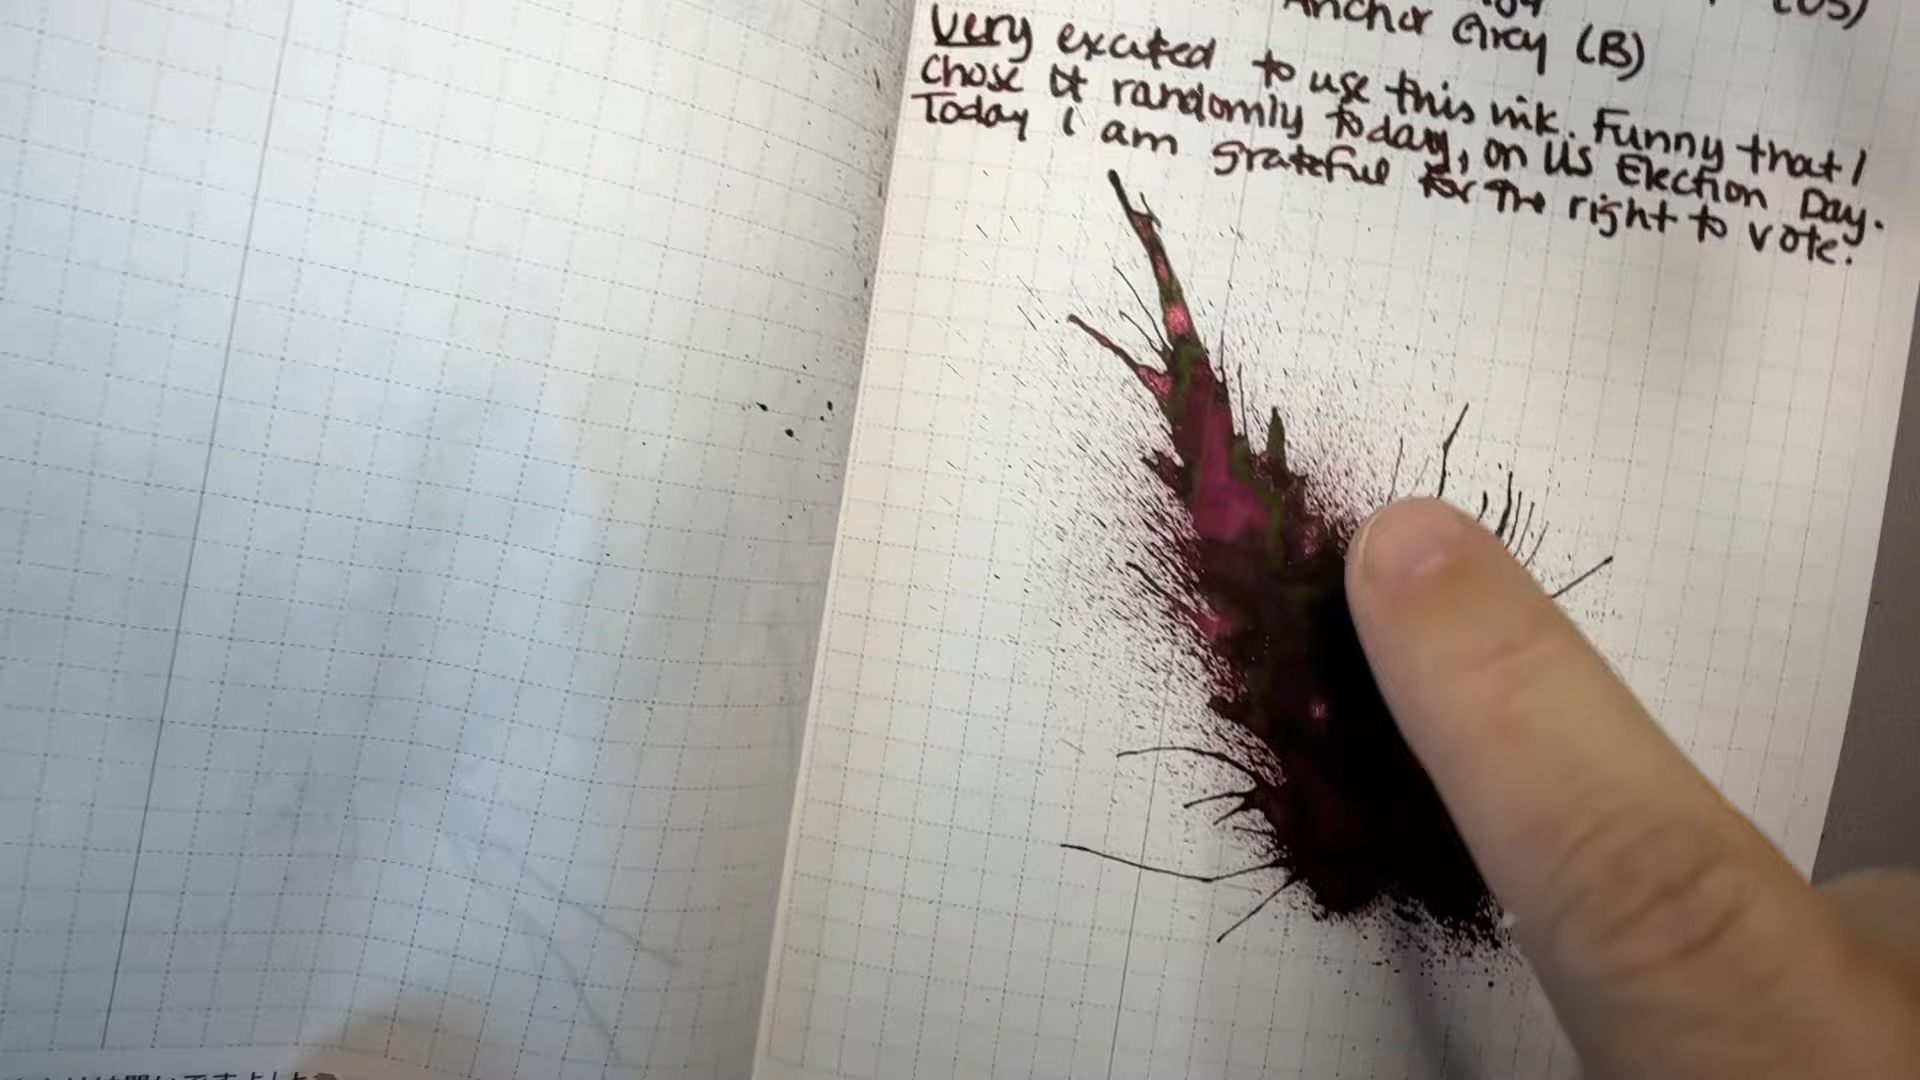 Anchor Gray (B)
Very excited to use this ink. Funny that I
chose it randomly today, on US Election Day.
Today I am grateful for the right to vote.